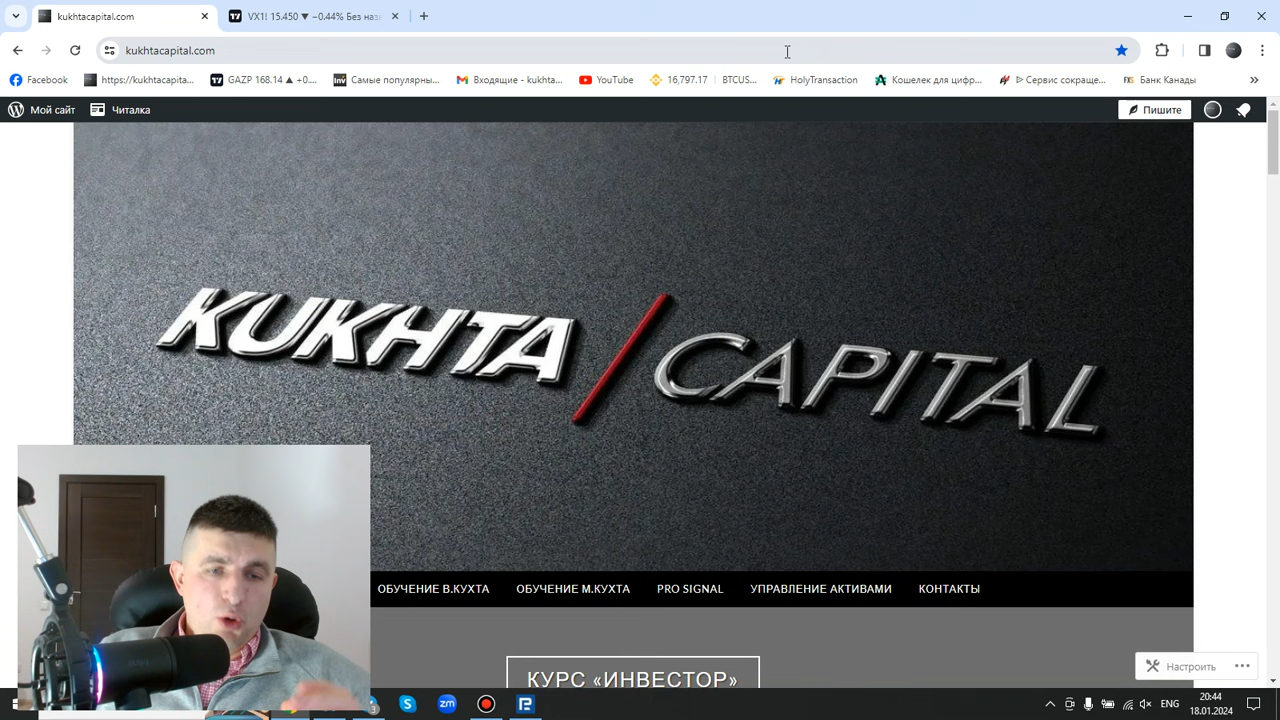 kukhtacapital.com
VX1! 15.450 ▼ −0.44% Без наз
kukhtacapital.com
Facebook
https://kukhtacapita...
GAZP 168.14 ▲ +0....
Самые популярны...
Входящие - kukhta...
YouTube
16,797.17 | BTCUS...
PolyTransaction
Кошелек для цифр...
ᐈ Сервис сокраще...
Банк Канады
Мой сайт
Читалка
Пишите
KUKHTA / CAPITAL
ОБУЧЕНИЕ В.КУХТА
ОБУЧЕНИЕ М.КУХТА
PRO SIGNAL
УПРАВЛЕНИЕ АКТИВАМИ
КОНТАКТЫ
Настроить
КУРС «ИНВЕСТОР»
ENG
20:44
18.01.2024